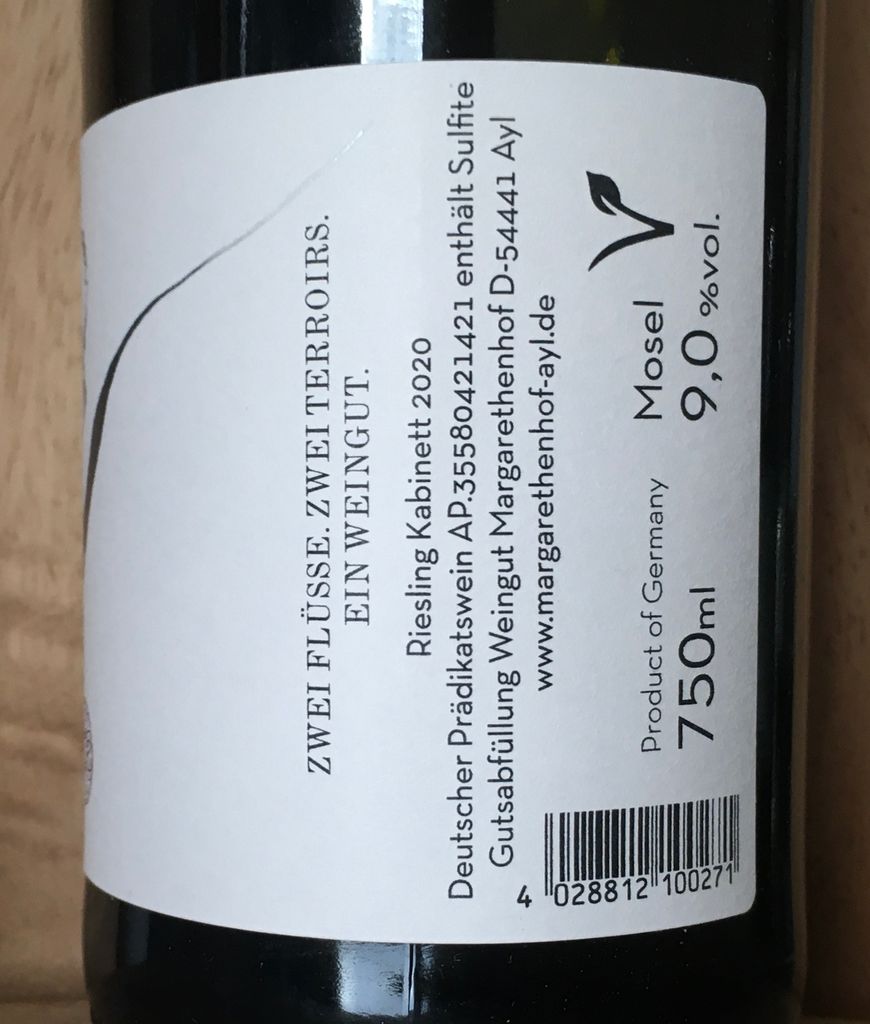 ZWEI FLÜSSE. ZWEI TERROIRS.
EIN WEINGUT.
Riesling Kabinett 2020
Deutscher Prädikatswein AP.35580421421 enthält Sulfite
Gutsabfüllung Weingut Margarethenhof D-54441 Ayl
www.margarethenhof-ayl.de
Product of Germany Mosel
750ml 9,0 %vol.
4 028812 100271